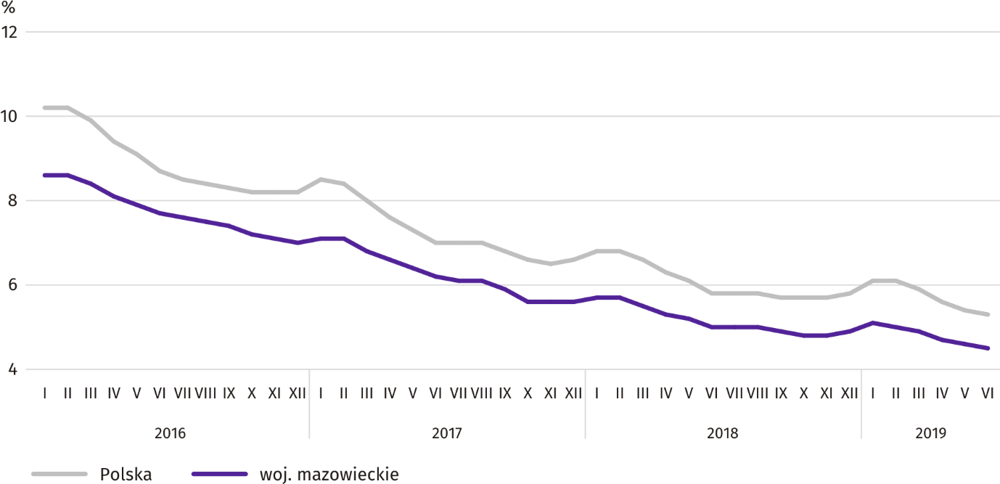 %
12
10
8
6
4
I II III IV V VI VII VIII IX X XI XII I II III IV V VI VII VIII IX X XI XII I II III IV V VI VII VIII IX X XI XII I II III IV V VI
2016 2017 2018 2019
Polska woj. mazowieckie